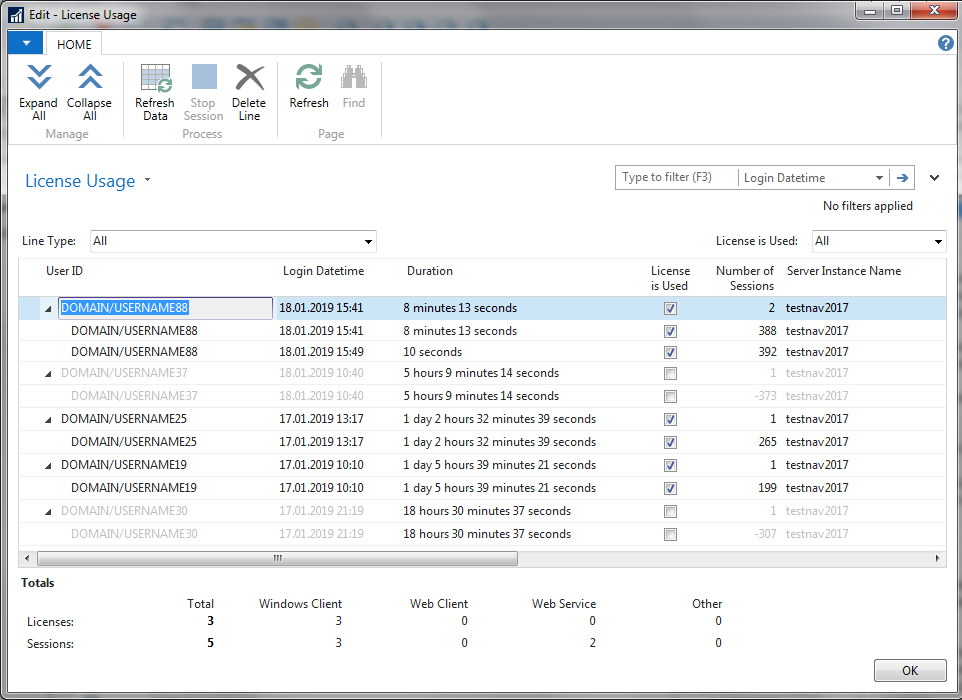 Edit - License Usage
HOME
Expand All
Collapse All
Refresh Data
Stop Session
Delete Line
Refresh
Find
Manage
Process
Page
License Usage
Type to filter (F3)
Login Datetime
No filters applied
Line Type: All
License is Used: All
User ID Login Datetime Duration License is Used Number of Sessions Server Instance Name
DOMAIN/USERNAME88 18.01.2019 15:41 8 minutes 13 seconds 2 testnav2017
DOMAIN/USERNAME88 18.01.2019 15:41 8 minutes 13 seconds 388 testnav2017
DOMAIN/USERNAME88 18.01.2019 15:49 10 seconds 392 testnav2017
DOMAIN/USERNAME37 18.01.2019 10:40 5 hours 9 minutes 14 seconds 1 testnav2017
DOMAIN/USERNAME37 18.01.2019 10:40 5 hours 9 minutes 14 seconds -373 testnav2017
DOMAIN/USERNAME25 17.01.2019 13:17 1 day 2 hours 32 minutes 39 seconds 1 testnav2017
DOMAIN/USERNAME25 17.01.2019 13:17 1 day 2 hours 32 minutes 39 seconds 265 testnav2017
DOMAIN/USERNAME19 17.01.2019 10:10 1 day 5 hours 39 minutes 21 seconds 1 testnav2017
DOMAIN/USERNAME19 17.01.2019 10:10 1 day 5 hours 39 minutes 21 seconds 199 testnav2017
DOMAIN/USERNAME30 17.01.2019 21:19 18 hours 30 minutes 37 seconds 1 testnav2017
DOMAIN/USERNAME30 17.01.2019 21:19 18 hours 30 minutes 37 seconds -307 testnav2017
Totals
Total Windows Client Web Client Web Service Other
Licenses: 3 3 0 0 0
Sessions: 5 3 0 2 0
OK